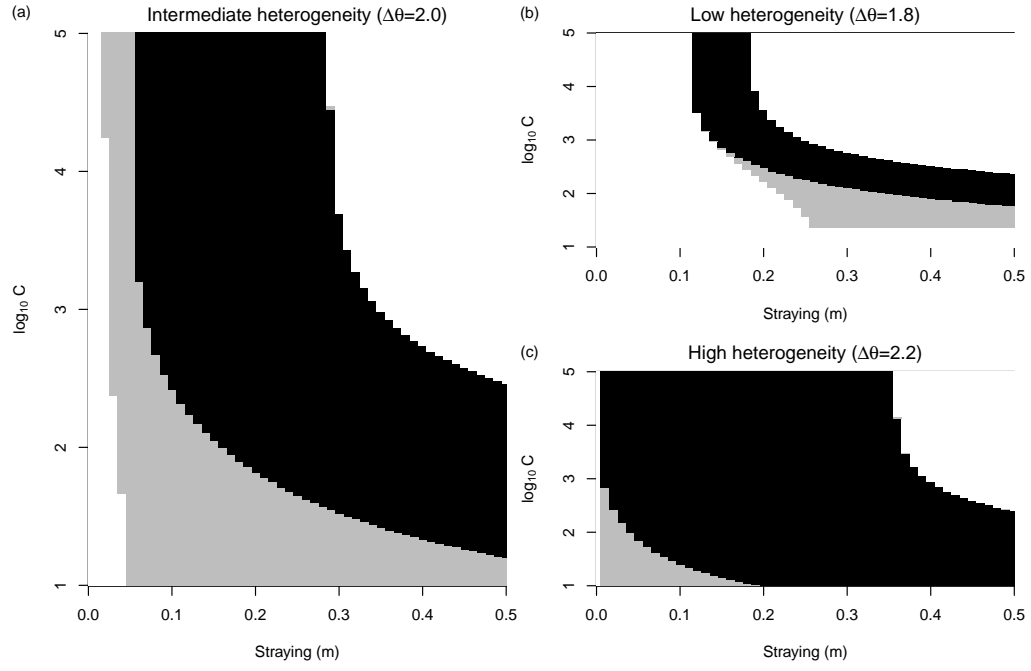 (a)
Intermediate heterogeneity (Δθ=2.0)
5
4
3
2
1
log₁₀ C
0.0 0.1 0.2 0.3 0.4 0.5
Straying (m)
(b)
Low heterogeneity (Δθ=1.8)
5
4
3
2
1
log₁₀ C
0.0 0.1 0.2 0.3 0.4 0.5
Straying (m)
(c)
High heterogeneity (Δθ=2.2)
5
4
3
2
1
log₁₀ C
0.0 0.1 0.2 0.3 0.4 0.5
Straying (m)